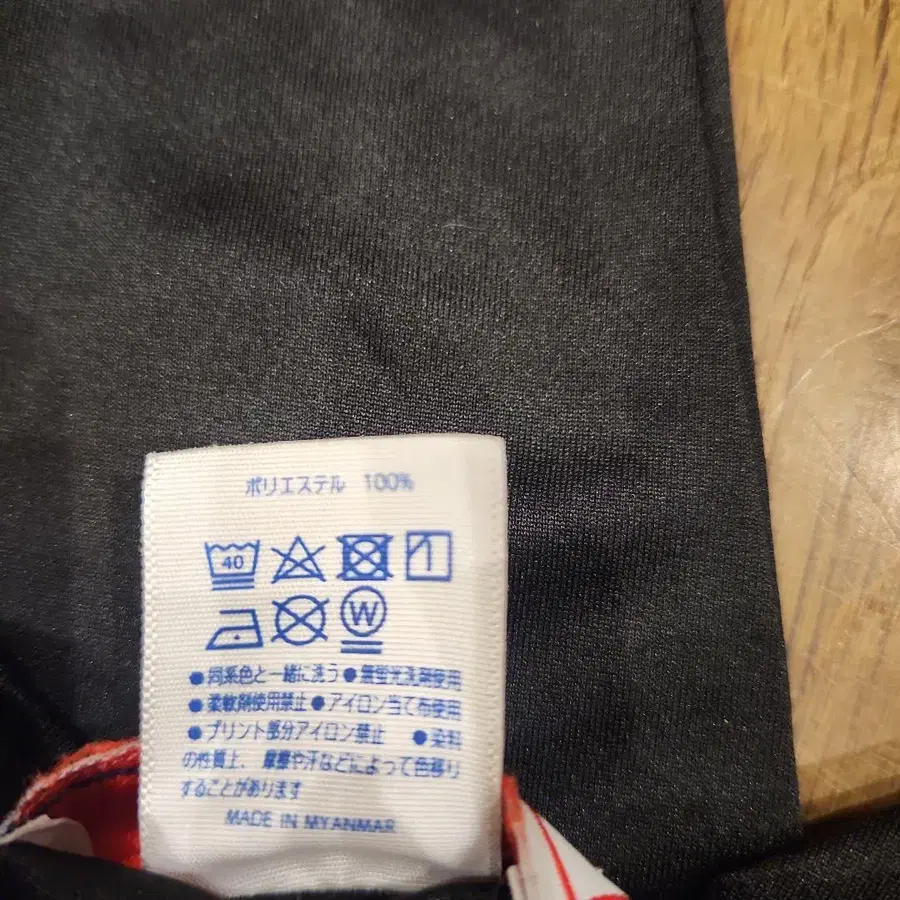 ポリエステル 100%
40
W
●同系色と一緒に洗う●無蛍光洗剤使用
●柔軟剤使用禁止●アイロン当て布使用
●プリント部分アイロン禁止 ●染料
の性質上、摩擦や汗などによって色移り
することがあります
MADE IN MYANMAR